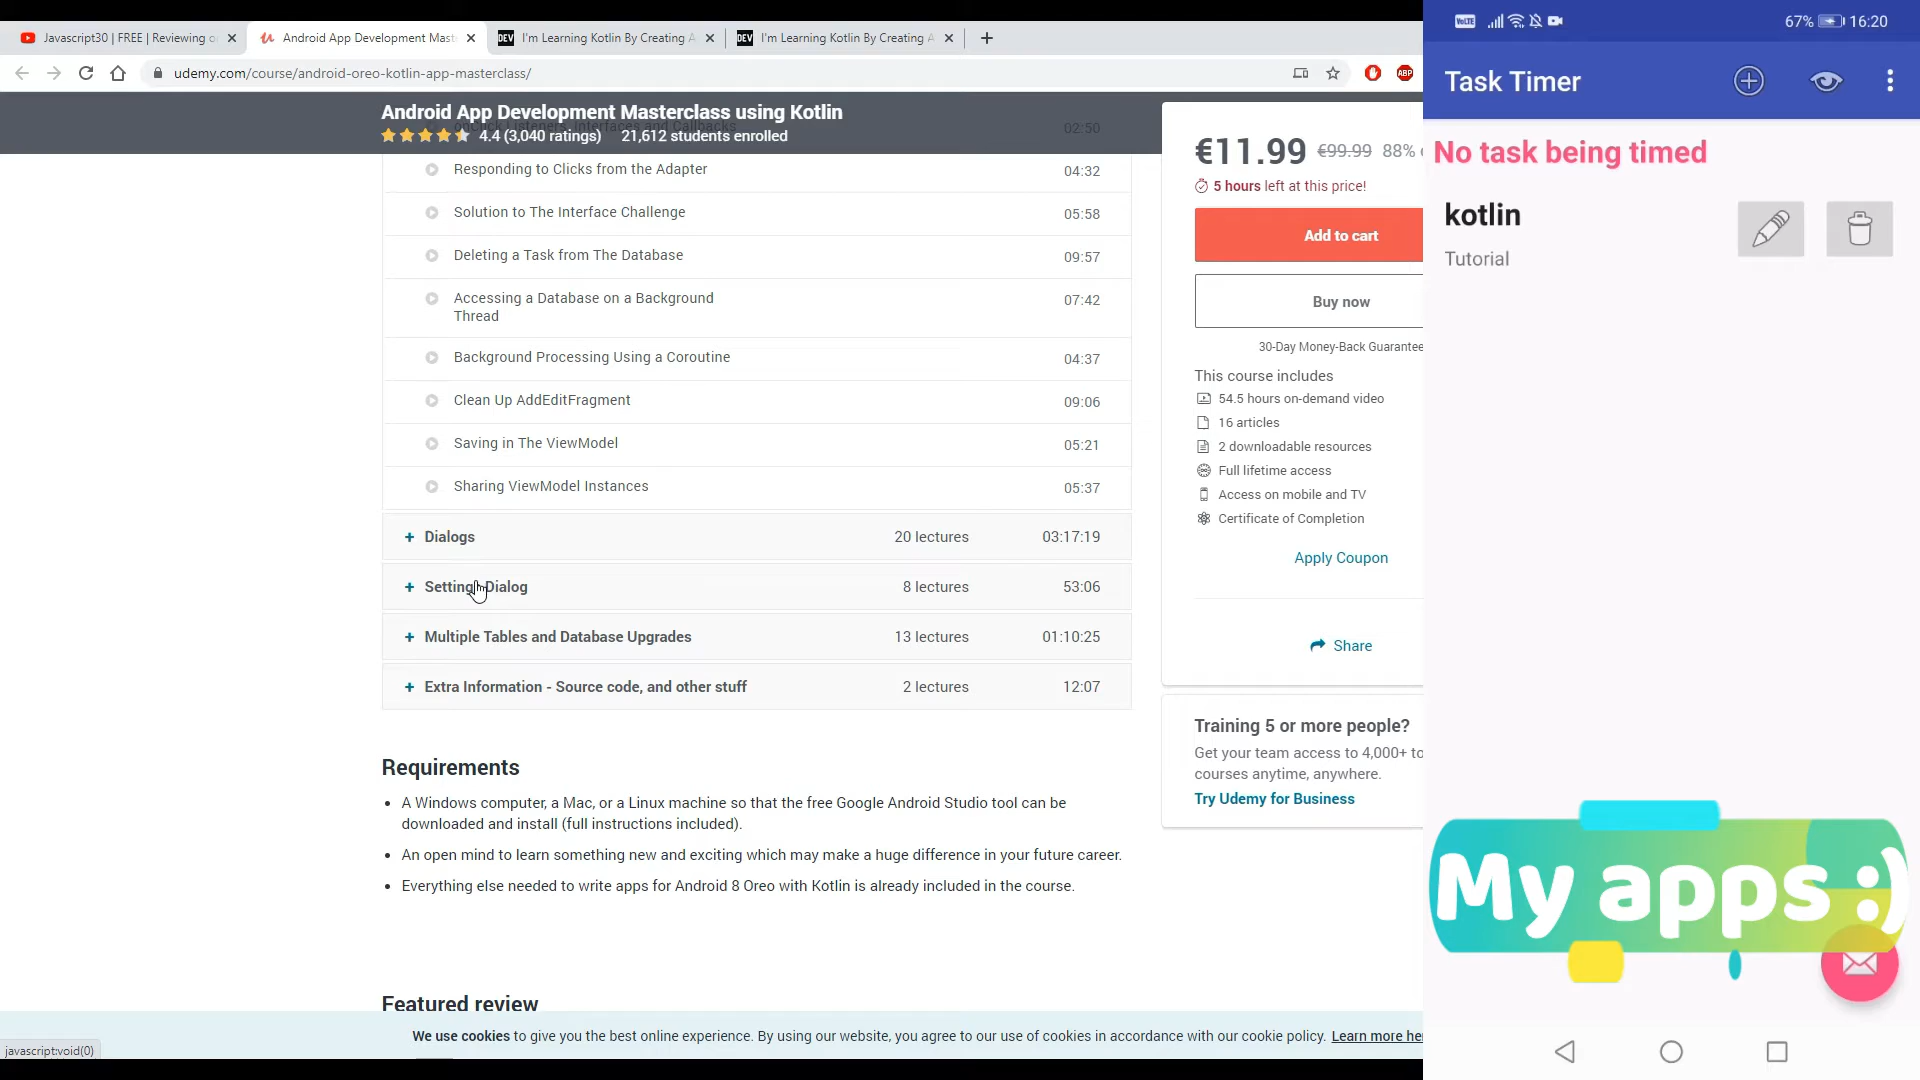 Javascript30 | FREE | Reviewing o
Android App Development Mast
DEV
I'm Learning Kotlin By Creating A
DEV
I'm Learning Kotlin By Creating A
udemy.com/course/android-oreo-kotlin-app-masterclass/
ABP
Android App Development Masterclass using Kotlin
4.4 (3,040 ratings) 21,612 students enrolled
onClick Listeners, Interfaces and Callbacks 02:50
Responding to Clicks from the Adapter 04:32
Solution to The Interface Challenge 05:58
Deleting a Task from The Database 09:57
Accessing a Database on a Background 07:42
Thread
Background Processing Using a Coroutine 04:37
Clean Up AddEditFragment 09:06
Saving in The ViewModel 05:21
Sharing ViewModel Instances 05:37
+ Dialogs 20 lectures 03:17:19
+ Setting Dialog 8 lectures 53:06
+ Multiple Tables and Database Upgrades 13 lectures 01:10:25
+ Extra Information - Source code, and other stuff 2 lectures 12:07
Requirements
• A Windows computer, a Mac, or a Linux machine so that the free Google Android Studio tool can be
downloaded and install (full instructions included).
• An open mind to learn something new and exciting which may make a huge difference in your future career.
• Everything else needed to write apps for Android 8 Oreo with Kotlin is already included in the course.
Featured review
We use cookies to give you the best online experience. By using our website, you agree to our use of cookies in accordance with our cookie policy. Learn more he
javascript:void(0)
€11.99 €99.99 88%
5 hours left at this price!
Add to cart
Buy now
30-Day Money-Back Guarantee
This course includes
54.5 hours on-demand video
16 articles
2 downloadable resources
Full lifetime access
Access on mobile and TV
Certificate of Completion
Apply Coupon
Share
Training 5 or more people?
Get your team access to 4,000+ to
courses anytime, anywhere.
Try Udemy for Business
VoLTE 67% 16:20
Task Timer
No task being timed
kotlin
Tutorial
My apps :)